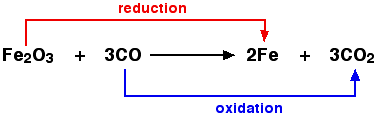 reduction
Fe₂O₃ + 3CO ⟶ 2Fe + 3CO₂
oxidation